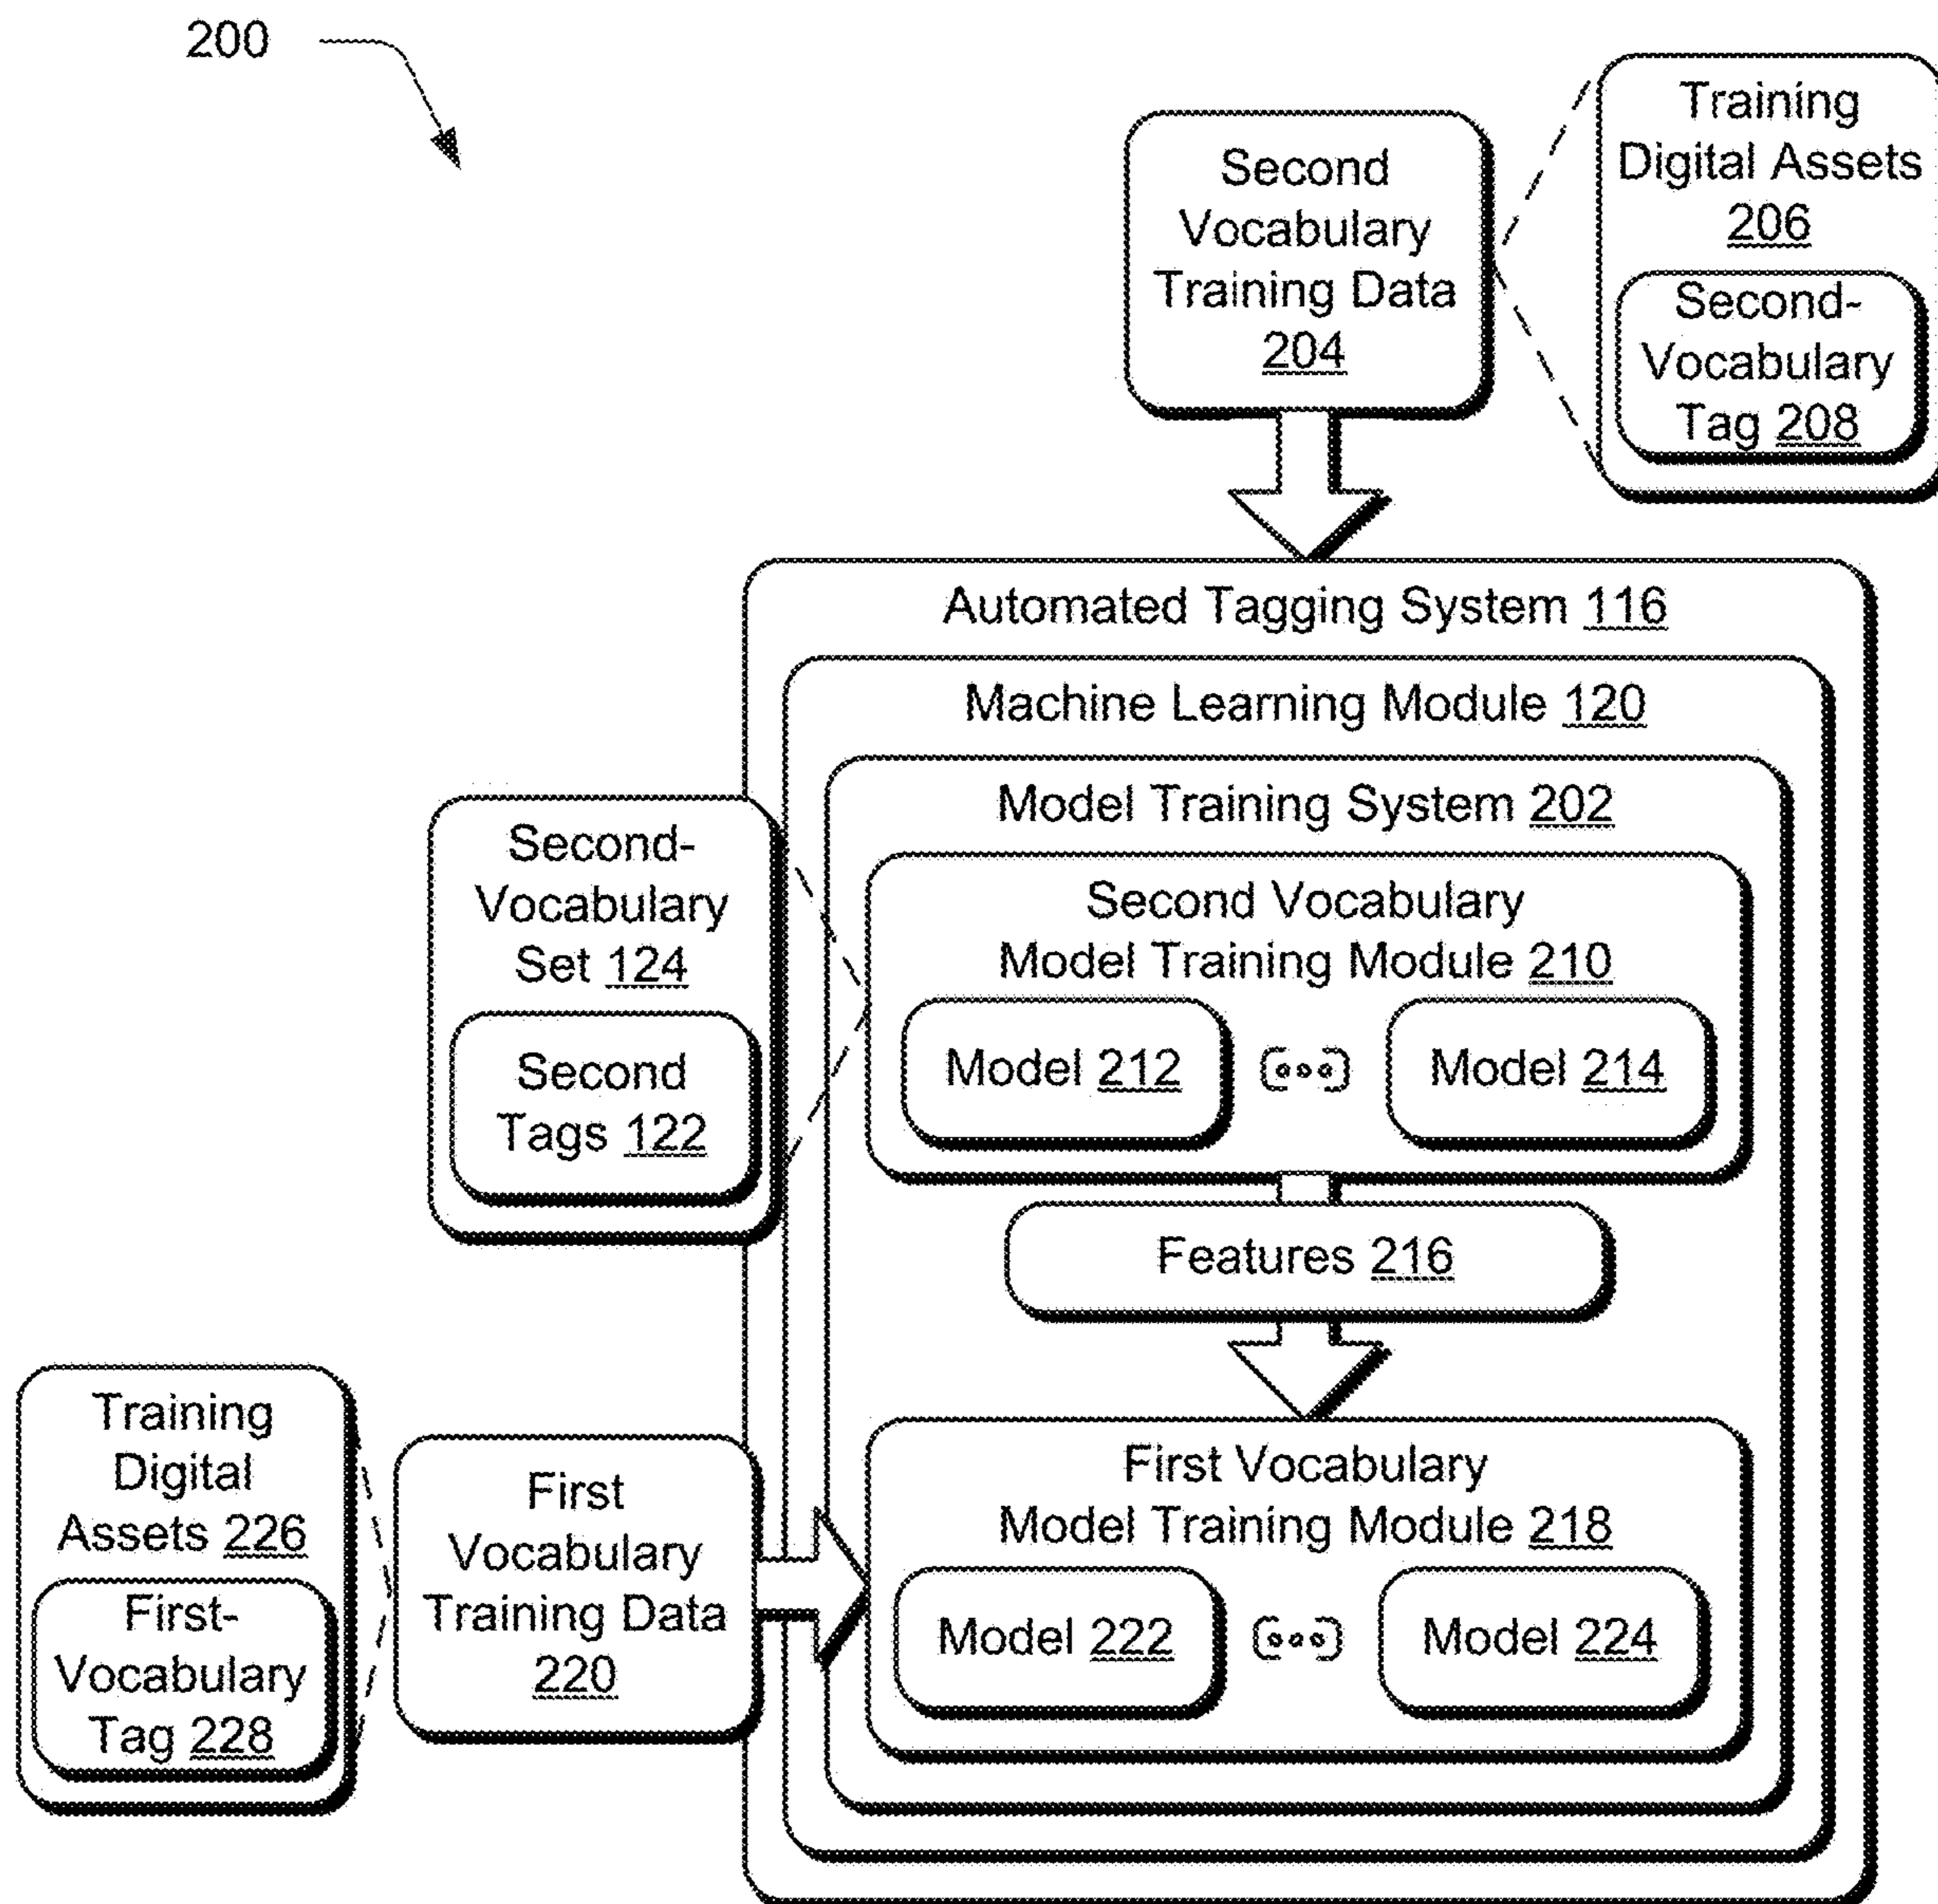 200
Second
Vocabulary
Training Data
204
Training
Digital Assets
206
Second-
Vocabulary
Tag 208
Automated Tagging System 116
Machine Learning Module 120
Model Training System 202
Second-
Vocabulary
Set 124
Second
Tags 122
Second Vocabulary
Model Training Module 210
Model 212
Model 214
Features 216
Training
Digital
Assets 226
First-
Vocabulary
Tag 228
First
Vocabulary
Training Data
220
First Vocabulary
Model Training Module 218
Model 222
Model 224